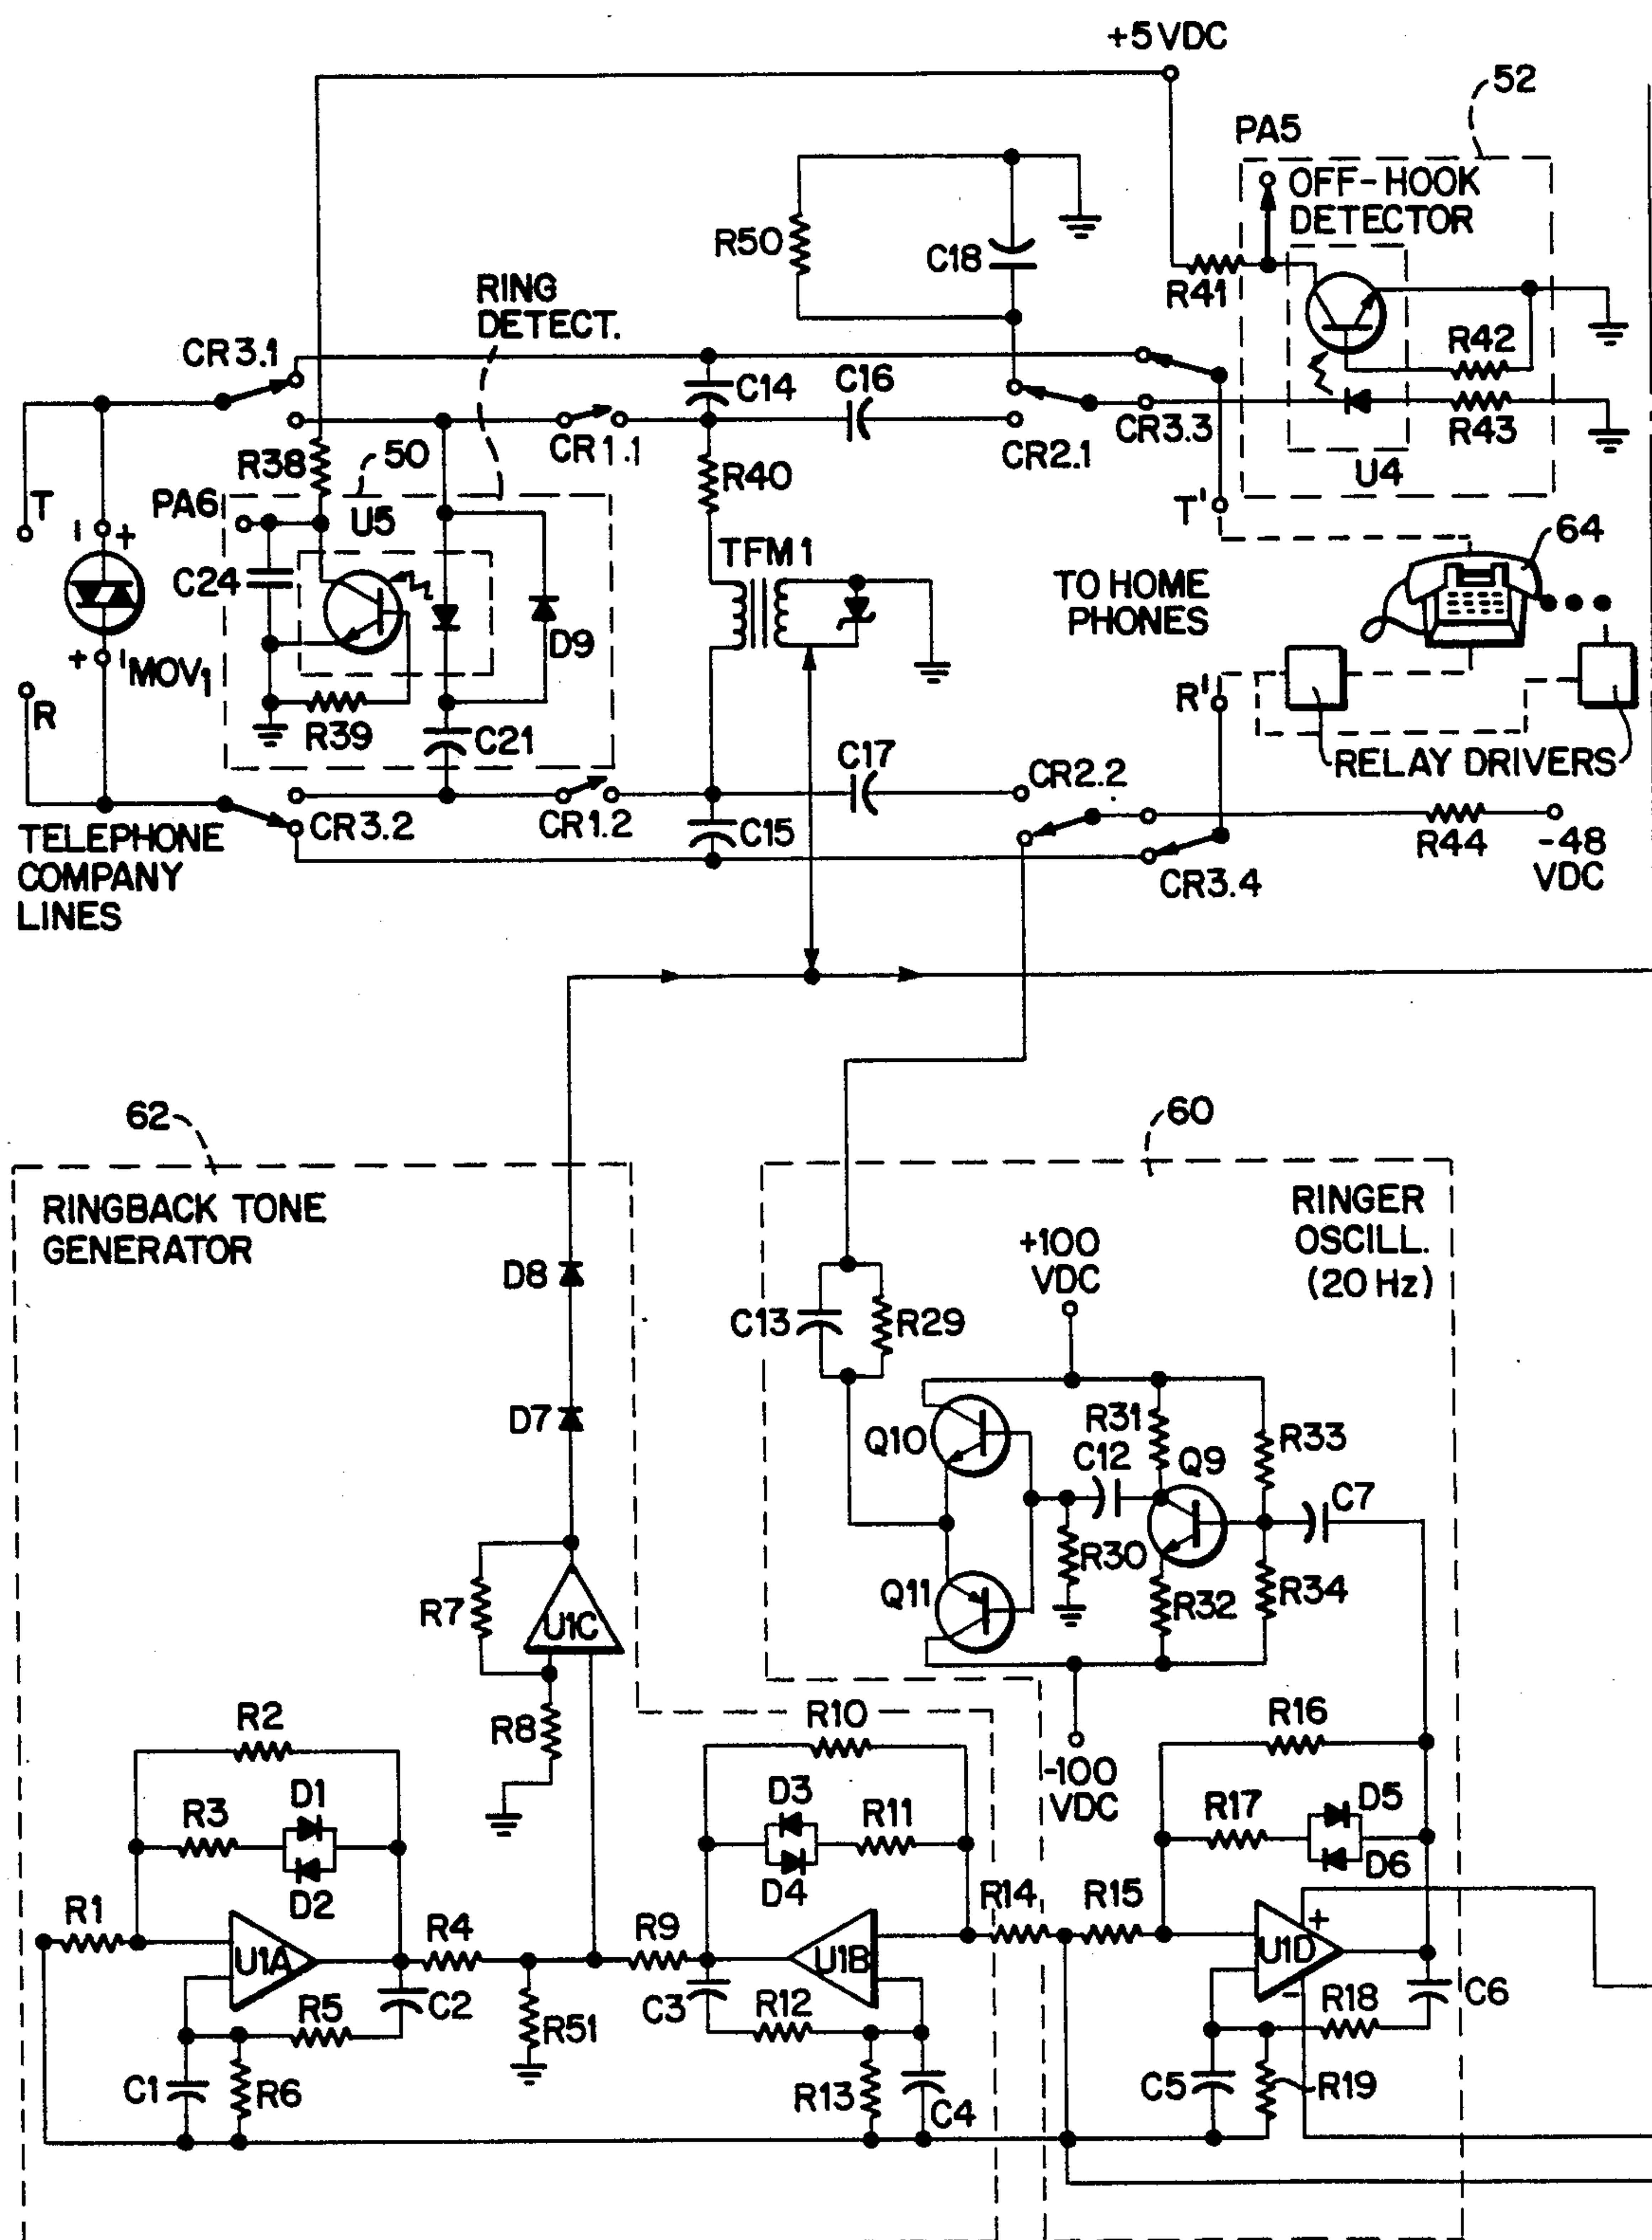 +5VDC
52
PA5
OFF-HOOK
DETECTOR
R50
C18
R41
RING
DETECT.
CR3.1
C14
C16
R42
R43
CR3.3
CR2.1
CR1.1
U4
R38
50
R40
T
PA6
U5
T'
64
I +
C24
TFM1
TO HOME
PHONES
D9
+ I
MOV1
R
R39
C21
R'
C17
CR2.2
RELAY DRIVERS
CR3.2
CR1.2
C15
R44
-48
VDC
TELEPHONE
COMPANY
LINES
CR3.4
62
60
RINGBACK TONE
GENERATOR
RINGER
OSCILL.
(20 Hz)
+100
VDC
D8
C13
R29
D7
Q10
R31
C12
Q9
R33
C7
R30
R7
U1C
Q11
R32
R34
R8
R2
R10
R16
-100
VDC
D1
R3
D3
R11
R17
D5
D2
D4
D6
R1
R14
R15
U1A
R4
R9
U1B
U1D
+
-
R5
C2
C3
R12
R18
C6
R51
C1
R6
R13
C4
C5
R19